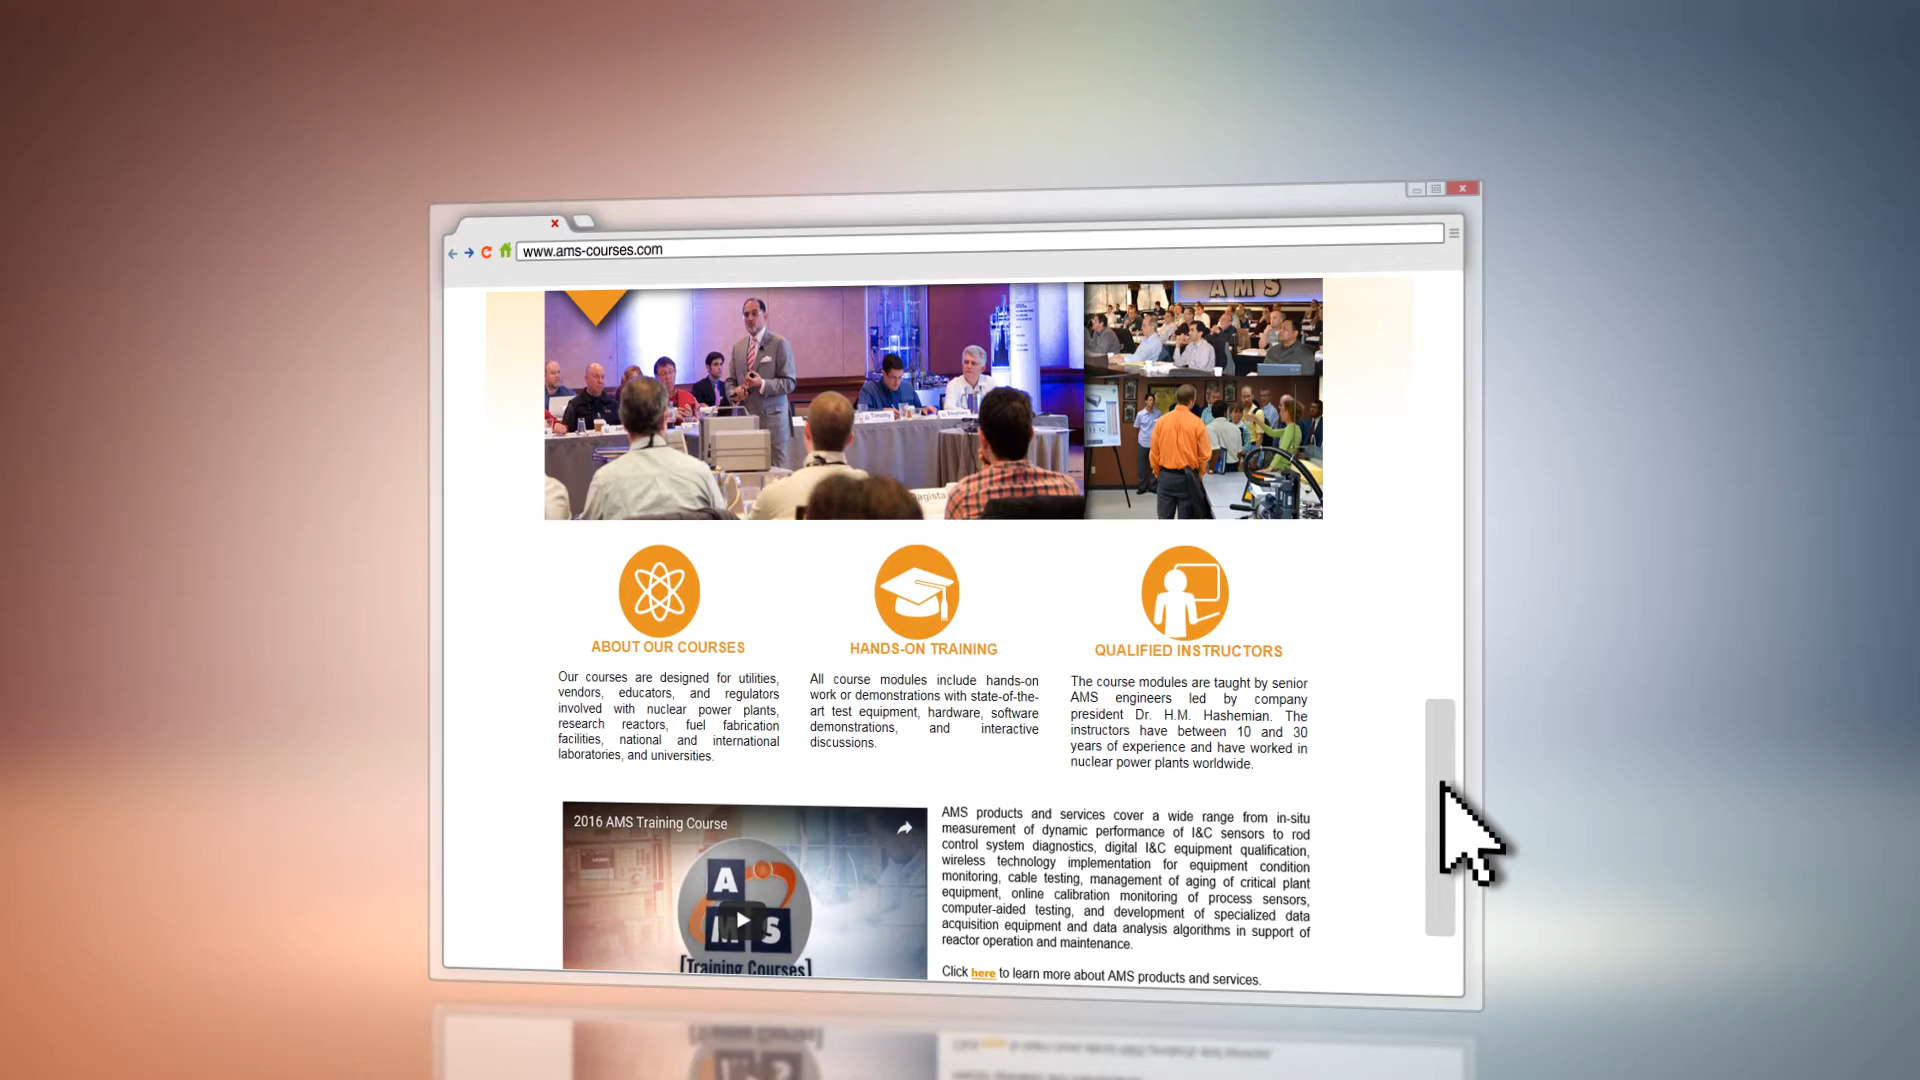 www.ams-courses.com
AMS
Timothy
ABOUT OUR COURSES
Our courses are designed for utilities,
vendors, educators, and regulators
involved with nuclear power plants,
research reactors, fuel fabrication
facilities, national and international
laboratories, and universities.
HANDS-ON TRAINING
All course modules include hands-on
work or demonstrations with state-of-the-
art test equipment, hardware, software
demonstrations, and interactive
discussions.
QUALIFIED INSTRUCTORS
The course modules are taught by senior
AMS engineers led by company
president Dr. H.M. Hashemian. The
instructors have between 10 and 30
years of experience and have worked in
nuclear power plants worldwide.
2016 AMS Training Course
A
MS
[Training Courses]
AMS products and services cover a wide range from in-situ
measurement of dynamic performance of I&C sensors to rod
control system diagnostics, digital I&C equipment qualification,
wireless technology implementation for equipment condition
monitoring, cable testing, management of aging of critical plant
equipment, online calibration monitoring of process sensors,
computer-aided testing, and development of specialized data
acquisition equipment and data analysis algorithms in support of
reactor operation and maintenance.
Click here to learn more about AMS products and services.